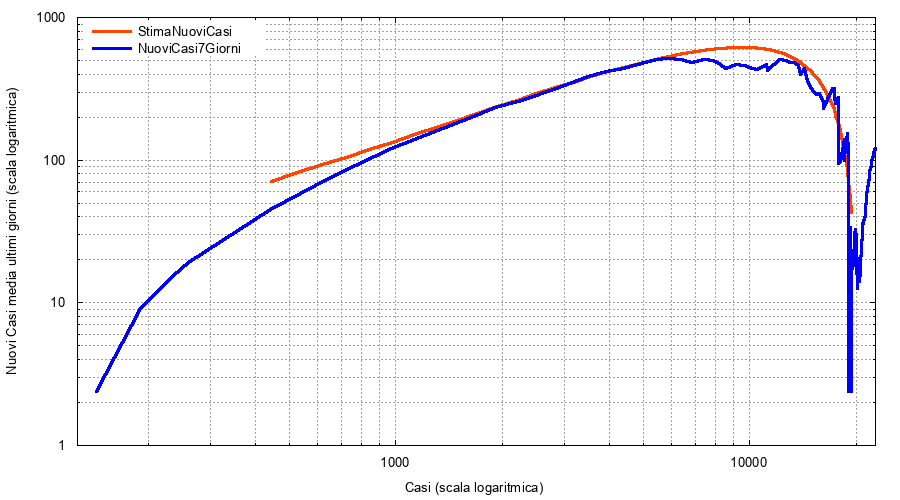 1000
StimaNuoviCasi
NuoviCasi7Giorni
100
10
1
1000
10000
Nuovi Casi media ultimi giorni (scala logaritmica)
Casi (scala logaritmica)